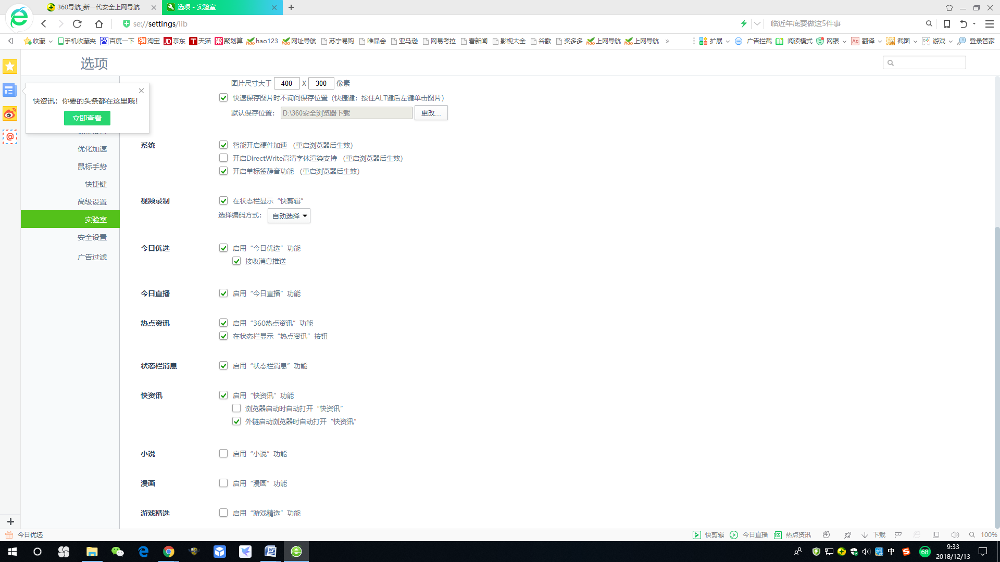 360导航_新一代安全上网导航
选项 - 实验室
se://settings/lib
临近年底要做这5件事
收藏 手机收藏夹 百度一下 淘宝 京东 天猫 聚划算 hao123 网址导航 苏宁易购 唯品会 亚马逊 网易考拉 看新闻 影视大全 谷歌 奖多多 上网导航 上网导航 » 扩展 广告拦截 阅读模式 网银 翻译 截图 游戏 登录管家
选项
快资讯：你要的头条都在这里哦！
立即查看
优化加速
鼠标手势
快捷键
高级设置
实验室
安全设置
广告过滤
图片尺寸大于 400 X 300 像素
快速保存图片时不询问保存位置（快捷键：按住ALT键后左键单击图片）
默认保存位置： D:\360安全浏览器下载 更改...
系统
智能开启硬件加速 （重启浏览器后生效）
开启DirectWrite高清字体渲染支持 （重启浏览器后生效）
开启单标签静音功能 （重启浏览器后生效）
视频录制
在状态栏显示“快剪辑”
选择编码方式： 自动选择
今日优选
启用“今日优选”功能
接收消息推送
今日直播
启用“今日直播”功能
热点资讯
启用“360热点资讯”功能
在状态栏显示“热点资讯”按钮
状态栏消息
启用“状态栏消息”功能
快资讯
启用“快资讯”功能
浏览器启动时自动打开“快资讯”
外链启动浏览器时自动打开“快资讯”
小说
启用“小说”功能
漫画
启用“漫画”功能
游戏精选
启用“游戏精选”功能
今日优选
快剪辑 今日直播 热点资讯 下载 100%
中 68
9:33
2018/12/13